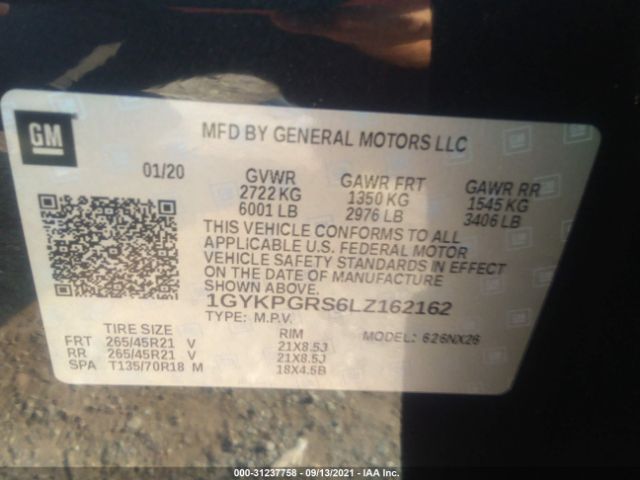 GM
MFD BY GENERAL MOTORS LLC
01/20
GVWR
2722 KG
6001 LB
GAWR FRT
1350 KG
2976 LB
GAWR RR
1545 KG
3406 LB
THIS VEHICLE CONFORMS TO ALL
APPLICABLE U.S. FEDERAL MOTOR
VEHICLE SAFETY STANDARDS IN EFFECT
ON THE DATE OF MANUFACTURE
SHOWN ABOVE.
1GYKPGRS6LZ162162
TYPE: M.P.V.
MODEL: 626NX26
TIRE SIZE RIM
FRT 265/45R21 V 21X8.5J
RR 265/45R21 V 21X8.5J
SPA T135/70R18 M 18X4.5B
000-31237758 - 09/13/2021 - IAA Inc.